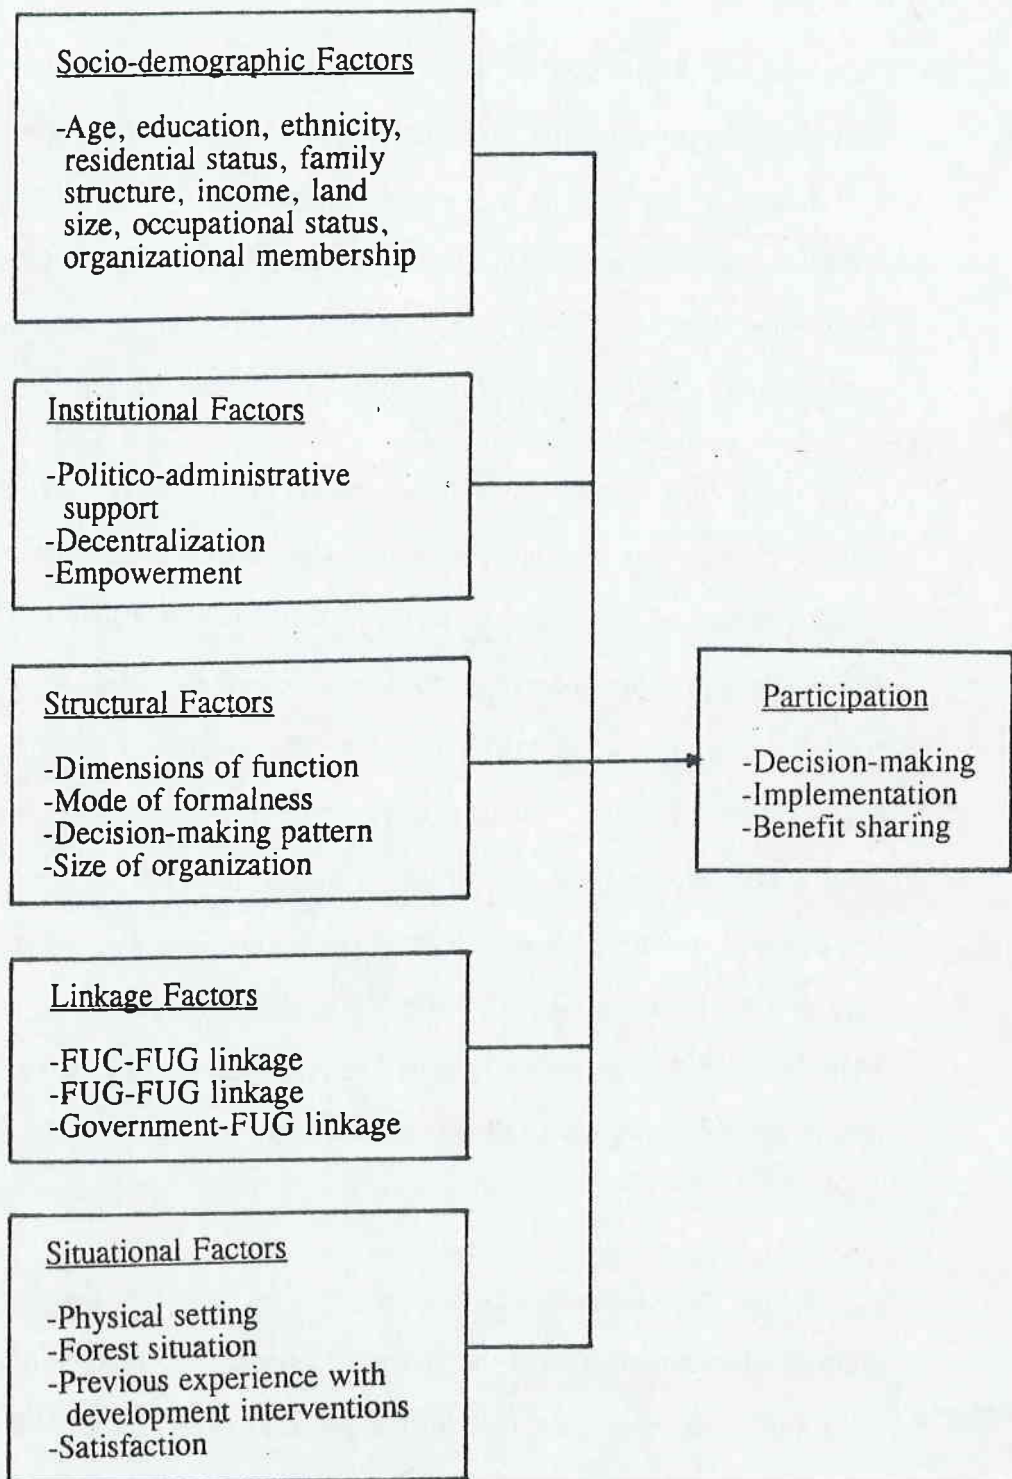 Socio-demographic Factors
-Age, education, ethnicity,
residential status, family
structure, income, land
size, occupational status,
organizational membership
Institutional Factors
-Politico-administrative
support
-Decentralization
-Empowerment
Structural Factors
-Dimensions of function
-Mode of formalness
-Decision-making pattern
-Size of organization
Participation
-Decision-making
-Implementation
-Benefit sharing
Linkage Factors
-FUC-FUG linkage
-FUG-FUG linkage
-Government-FUG linkage
Situational Factors
-Physical setting
-Forest situation
-Previous experience with
development interventions
-Satisfaction